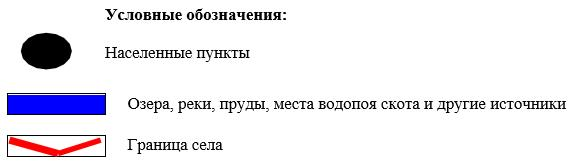 Условные обозначения:
Населенные пункты
Озера, реки, пруды, места водопоя скота и другие источники
Граница села